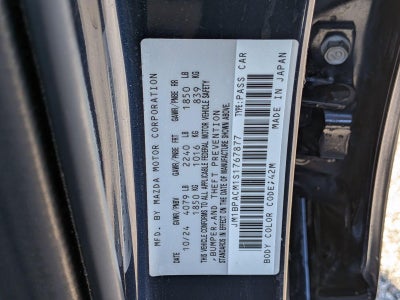 MFD. BY MAZDA MOTOR CORPORATION
10/24 GVWR/PNBV 4079 LB 1850 KG GAWR/PNBE FRT 2240 LB 1016 KG GAWR/PNBE RR 1850 LB 839 KG
THIS VEHICLE CONFORMS TO ALL APPLICABLE FEDERAL MOTOR VEHICLE SAFETY
, BUMPER, AND THEFT PREVENTION
STANDARDS IN EFFECT ON THE DATE OF MANUFACTURE SHOWN ABOVE.
JM1BPACM1S1767877 TYPE:PASS CAR
BODY COLOR CODE:42M MADE IN JAPAN